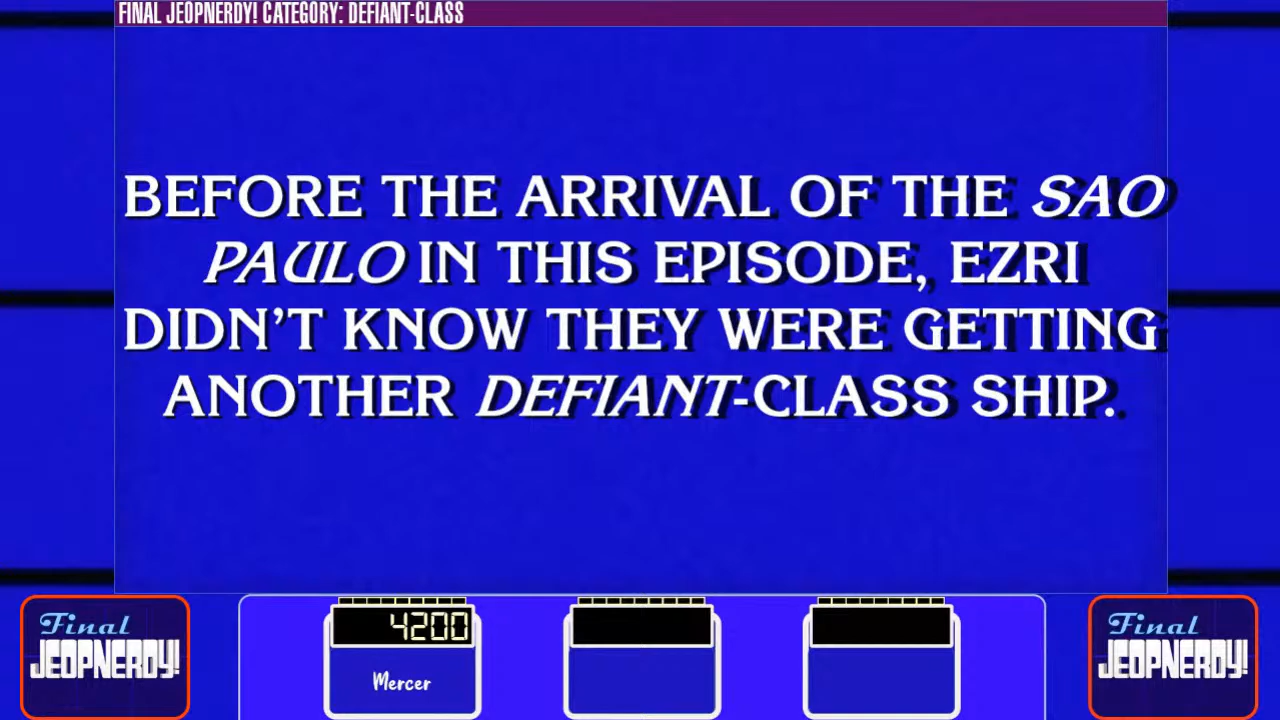 FINAL JEOPNERDY! CATEGORY: DEFIANT-CLASS
BEFORE THE ARRIVAL OF THE SAO
PAULO IN THIS EPISODE, EZRI
DIDN'T KNOW THEY WERE GETTING
ANOTHER DEFIANT-CLASS SHIP.
Final
JEOPNERDY!
4200
Mercer
Final
JEOPNERDY!